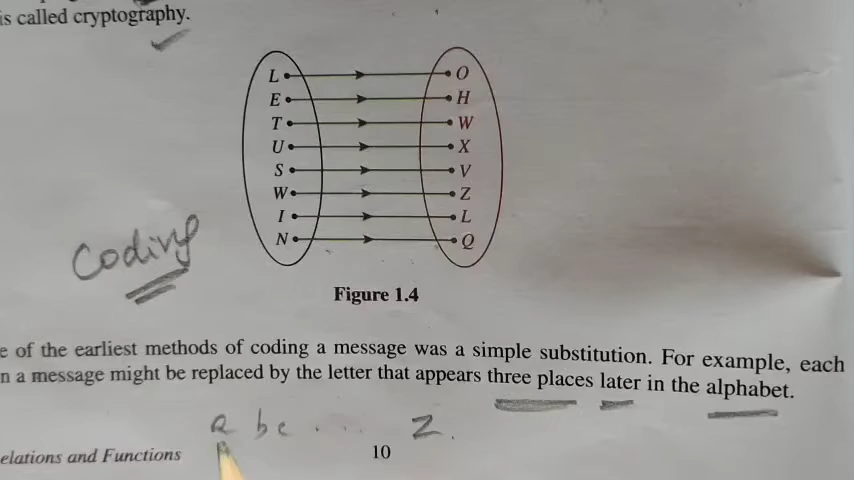 is called cryptography.
L O
E H
T W
U X
S V
W Z
I L
N Q
Coding
Figure 1.4
e of the earliest methods of coding a message was a simple substitution. For example, each
n a message might be replaced by the letter that appears three places later in the alphabet.
a b c . . . . Z.
elations and Functions 10